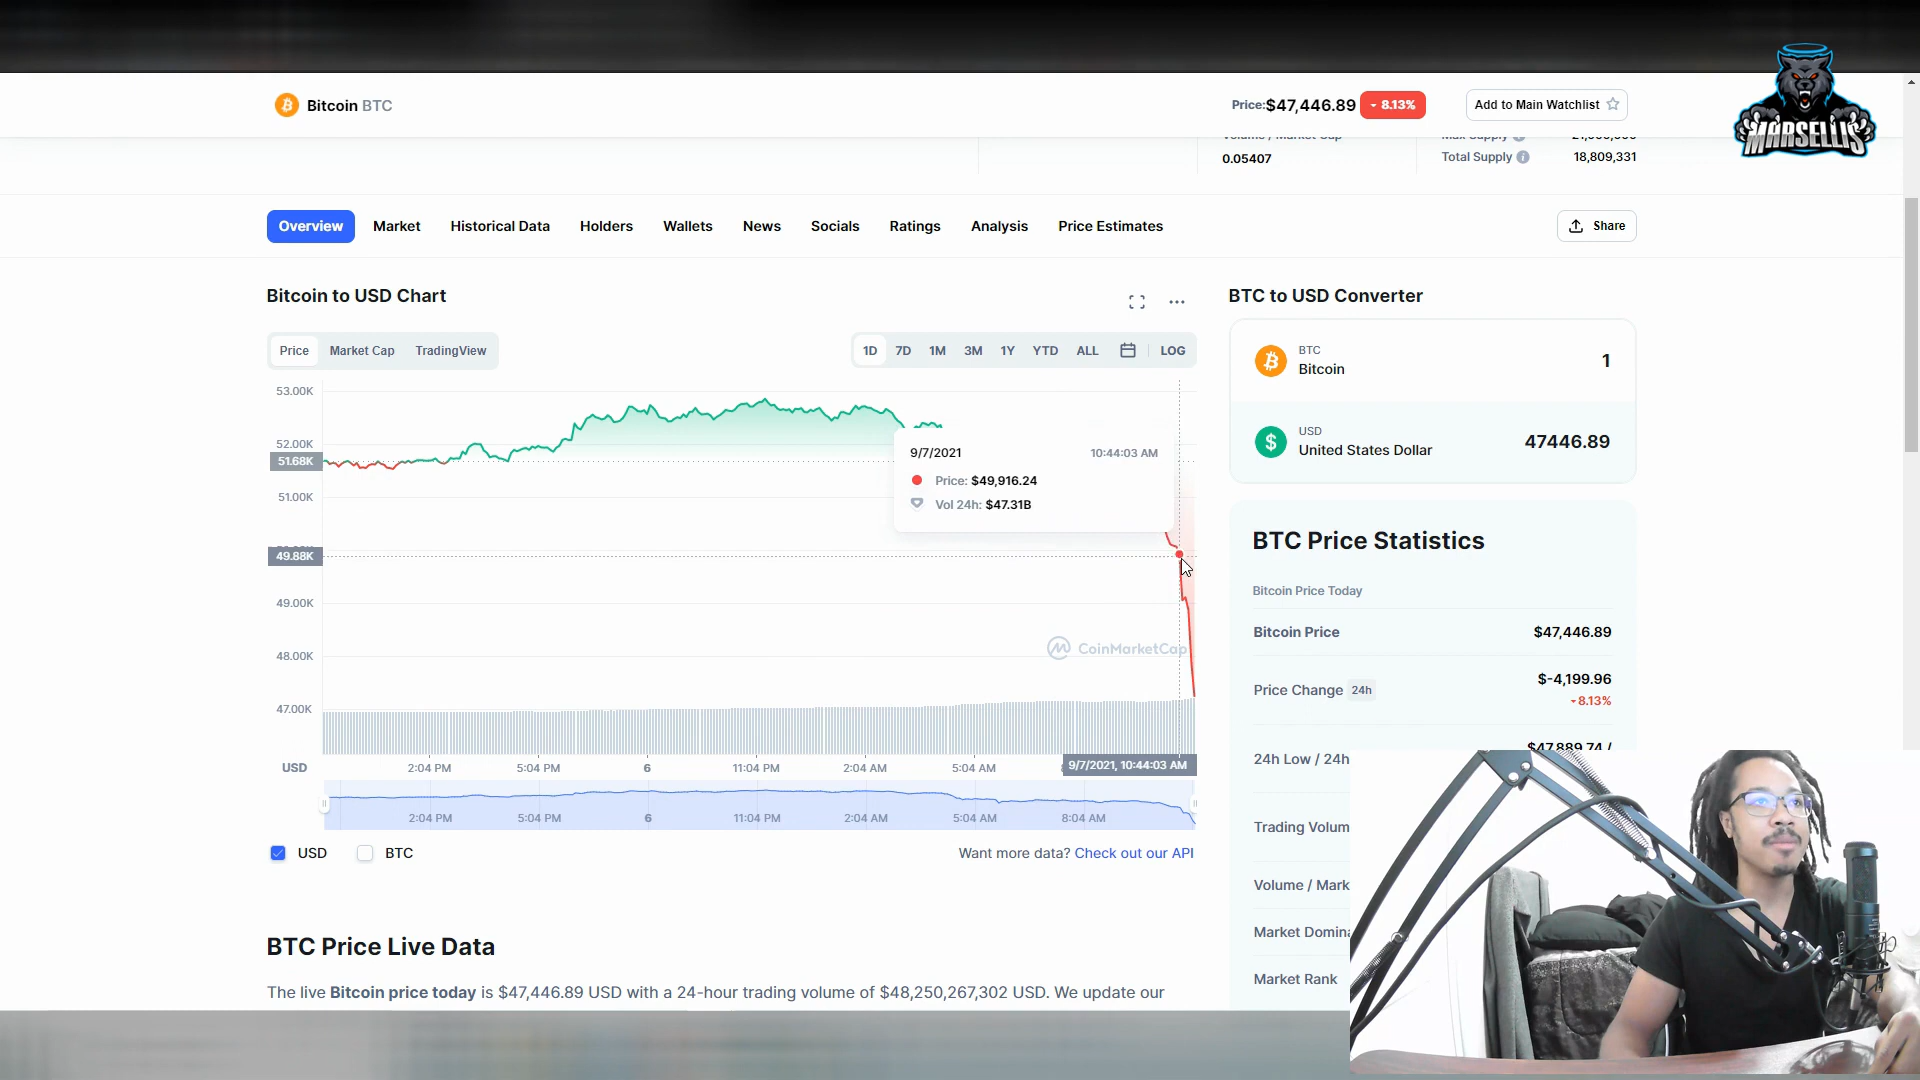 Bitcoin BTC
Price:$47,446.89 8.13%
Add to Main Watchlist
MARSELLIS
Volume / Market Cap
0.05407
Max Supply
Total Supply 18,809,331
Overview Market Historical Data Holders Wallets News Socials Ratings Analysis Price Estimates
Share
Bitcoin to USD Chart
Price Market Cap TradingView
1D 7D 1M 3M 1Y YTD ALL LOG
53.00K
52.00K
51.68K
51.00K
49.88K
49.00K
48.00K
47.00K
9/7/2021 10:44:03 AM
Price: $49,916.24
Vol 24h: $47.31B
CoinMarketCap
USD 2:04 PM 5:04 PM 6 11:04 PM 2:04 AM 5:04 AM 9/7/2021, 10:44:03 AM
2:04 PM 5:04 PM 6 11:04 PM 2:04 AM 5:04 AM 8:04 AM
USD BTC
Want more data? Check out our API
BTC Price Live Data
The live Bitcoin price today is $47,446.89 USD with a 24-hour trading volume of $48,250,267,302 USD. We update our
BTC to USD Converter
BTC
Bitcoin 1
USD
United States Dollar 47446.89
BTC Price Statistics
Bitcoin Price Today
Bitcoin Price $47,446.89
Price Change 24h $-4,199.96
8.13%
24h Low / 24h $47,889.74 /
Trading Volum
Volume / Mark
Market Domina
Market Rank